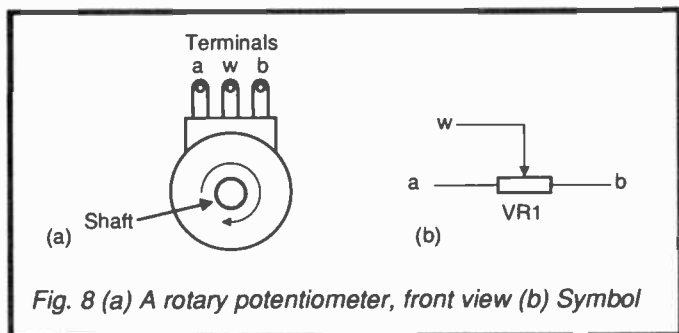 Terminals
a w b
Shaft
(a)
w
a
b
VR1
(b)
Fig. 8 (a) A rotary potentiometer, front view (b) Symbol